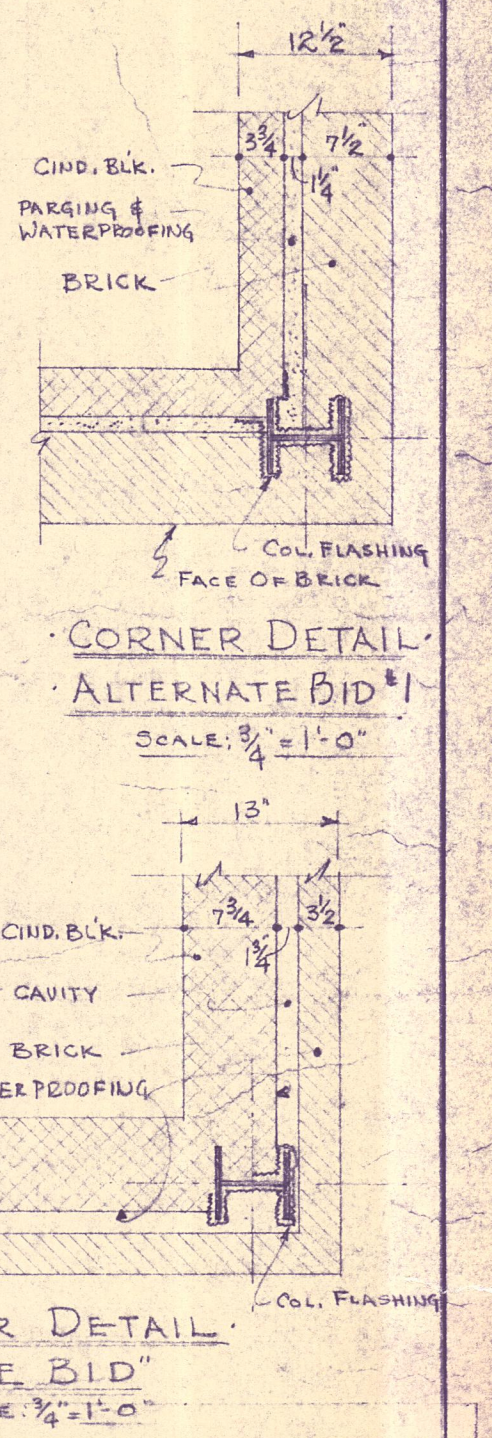 12½"
3¾" 7½"
1¼"
CIND. BLK.
PARGING &
WATERPROOFING
BRICK
COL. FLASHING
FACE OF BRICK
·CORNER DETAIL·
·ALTERNATE BID #1
SCALE: ¾" = 1'-0"
13"
7¾ 3½
1¾"
CIND. BLK.
CAVITY
BRICK
ERPROOFING
COL. FLASHING
R DETAIL·
E BID"
E: ¾" = 1'-0"